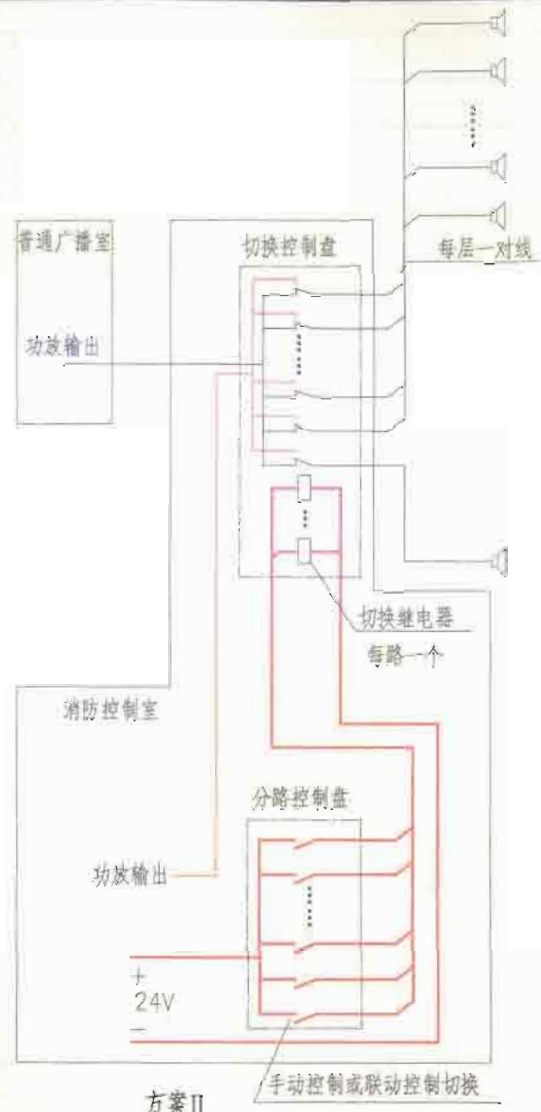 普通广播室
切换控制盘
每层一对线
功放输出
切换继电器
每路一个
消防控制室
分路控制盘
功放输出
+
24V
−
手动控制或联动控制切换
方案II